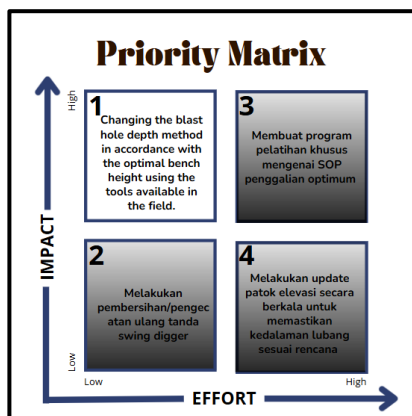 Priority Matrix
High
1
Changing the blast
hole depth method
in accordance with
the optimal bench
height using the
tools available in
the field.
3
Membuat program
pelatihan khusus
mengenai SOP
penggalian optimum
IMPACT
2
Melakukan
pembersihan/pengec
atan ulang tanda
swing digger
4
Melakukan update
patok elevasi secara
berkala untuk
memastikan
kedalaman lubang
sesuai rencana
Low
Low
High
EFFORT